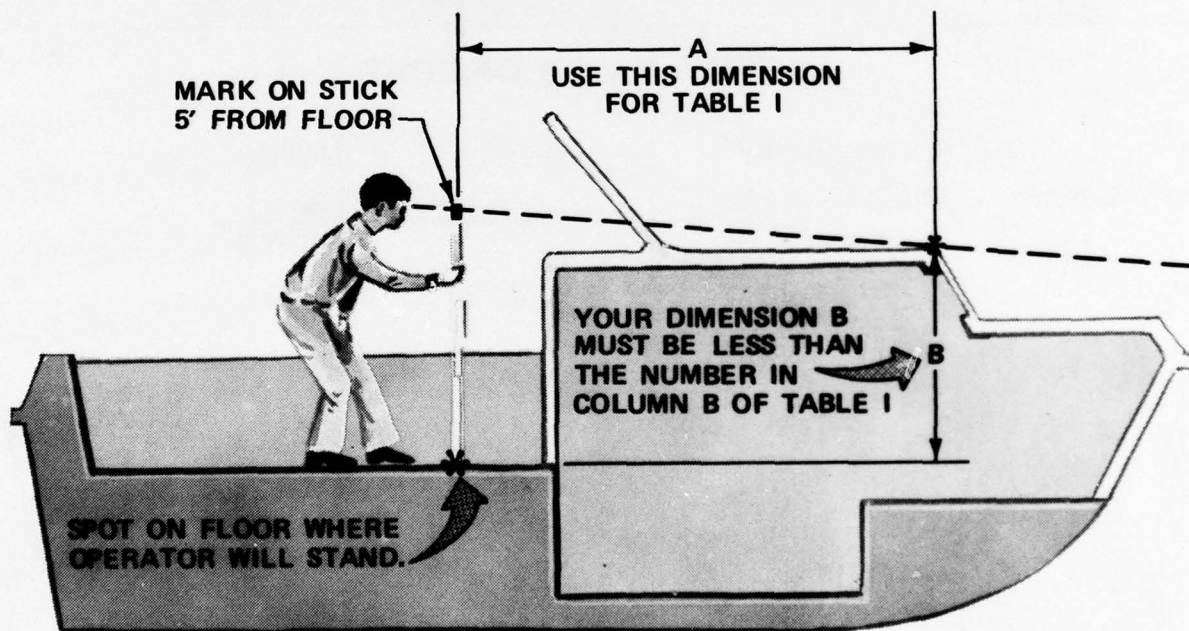 A
USE THIS DIMENSION
FOR TABLE I
MARK ON STICK
5' FROM FLOOR
YOUR DIMENSION B
MUST BE LESS THAN
THE NUMBER IN
COLUMN B OF TABLE I
B
SPOT ON FLOOR WHERE
OPERATOR WILL STAND.